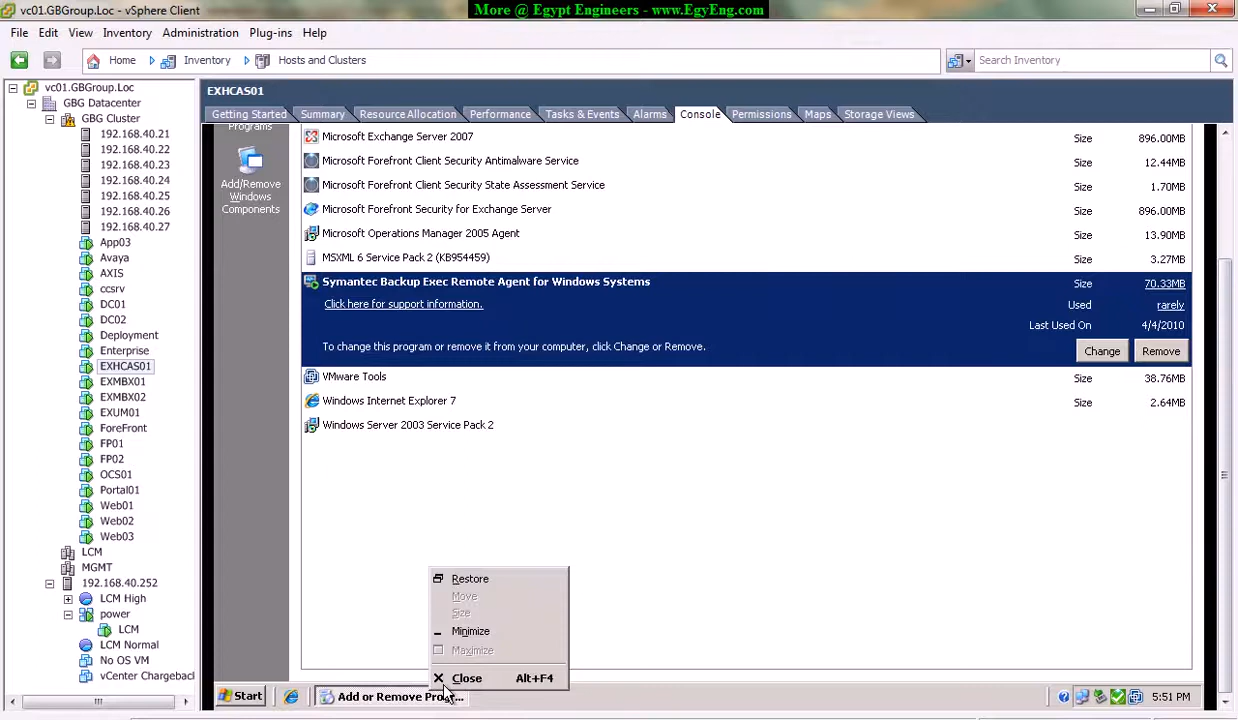 vc01.GBGroup.Loc - vSphere Client
More @ Egypt Engineers - www.EgyEng.com
File Edit View Inventory Administration Plug-ins Help
Home Inventory Hosts and Clusters
Search Inventory
vc01.GBGroup.Loc
GBG Datacenter
GBG Cluster
192.168.40.21
192.168.40.22
192.168.40.23
192.168.40.24
192.168.40.25
192.168.40.26
192.168.40.27
App03
Avaya
AXIS
ccsrv
DC01
DC02
Deployment
Enterprise
EXHCAS01
EXMBX01
EXMBX02
EXUM01
ForeFront
FP01
FP02
OCS01
Portal01
Web01
Web02
Web03
LCM
MGMT
192.168.40.252
LCM High
power
LCM
LCM Normal
No OS VM
vCenter Chargeback
EXHCAS01
Getting Started Summary Resource Allocation Performance Tasks & Events Alarms Console Permissions Maps Storage Views
Programs
Add/Remove
Windows
Components
Microsoft Exchange Server 2007 Size 896.00MB
Microsoft Forefront Client Security Antimalware Service Size 12.44MB
Microsoft Forefront Client Security State Assessment Service Size 1.70MB
Microsoft Forefront Security for Exchange Server Size 896.00MB
Microsoft Operations Manager 2005 Agent Size 13.90MB
MSXML 6 Service Pack 2 (KB954459) Size 3.27MB
Symantec Backup Exec Remote Agent for Windows Systems Size 70.33MB
Click here for support information. Used rarely
Last Used On 4/4/2010
To change this program or remove it from your computer, click Change or Remove. Change Remove
VMware Tools Size 38.76MB
Windows Internet Explorer 7 Size 2.64MB
Windows Server 2003 Service Pack 2
Restore
Move
Size
Minimize
Maximize
Close Alt+F4
Start Add or Remove Prog... 5:51 PM